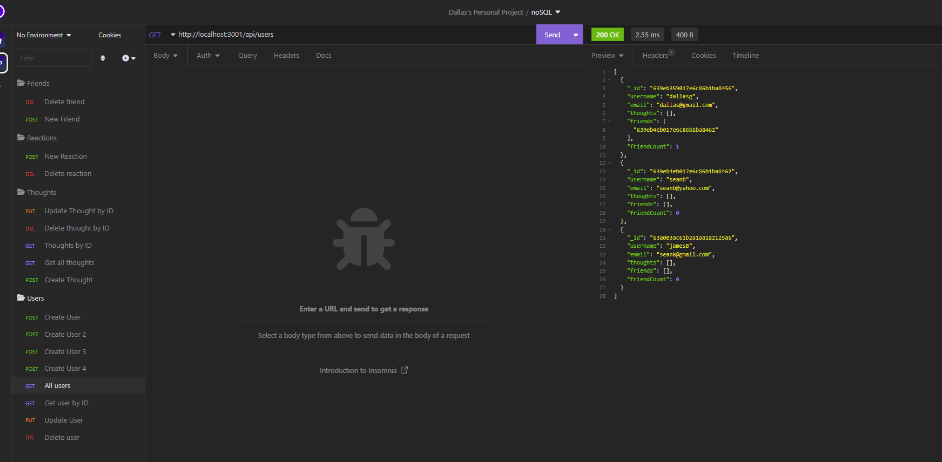 Dallas's Personal Project / noSQL
No Environment
Cookies
Filter
Friends
DEL Delete friend
POST New Friend
Reactions
POST New Reaction
DEL Delete reaction
Thoughts
PUT Update Thought by ID
DEL Delete thought by ID
GET Thoughts by ID
GET Get all thoughts
POST Create Thought
Users
POST Create User
POST Create User 2
POST Create User 3
POST Create User 4
GET All users
GET Get user by ID
PUT Update User
DEL Delete user
GET http://localhost:3001/api/users
Send
Body Auth Query Headers Docs
Enter a URL and send to get a response
Select a body type from above to send data in the body of a request
Introduction to Insomnia
200 OK 2.55 ms 400 B
Preview Headers Cookies Timeline
1 [
2 {
3 "_id": "639eb359017e6c86b1ba8456",
4 "username": "dallasg",
5 "email": "dallas@gmail.com",
6 "thoughts": [],
7 "friends": [
8 "639eb4eb017e6c86b1ba8462"
9 ],
10 "friendCount": 1
11 },
12 {
13 "_id": "639eb4eb017e6c86b1ba8462",
14 "username": "seanb",
15 "email": "seanb@yahoo.com",
16 "thoughts": [],
17 "friends": [],
18 "friendCount": 0
19 },
20 {
21 "_id":
22 "username": "jamesB",
23 "email": "seanB@gmail.com",
24 "thoughts": [],
25 "friends": [],
26 "friendCount": 0
27 }
28 ]